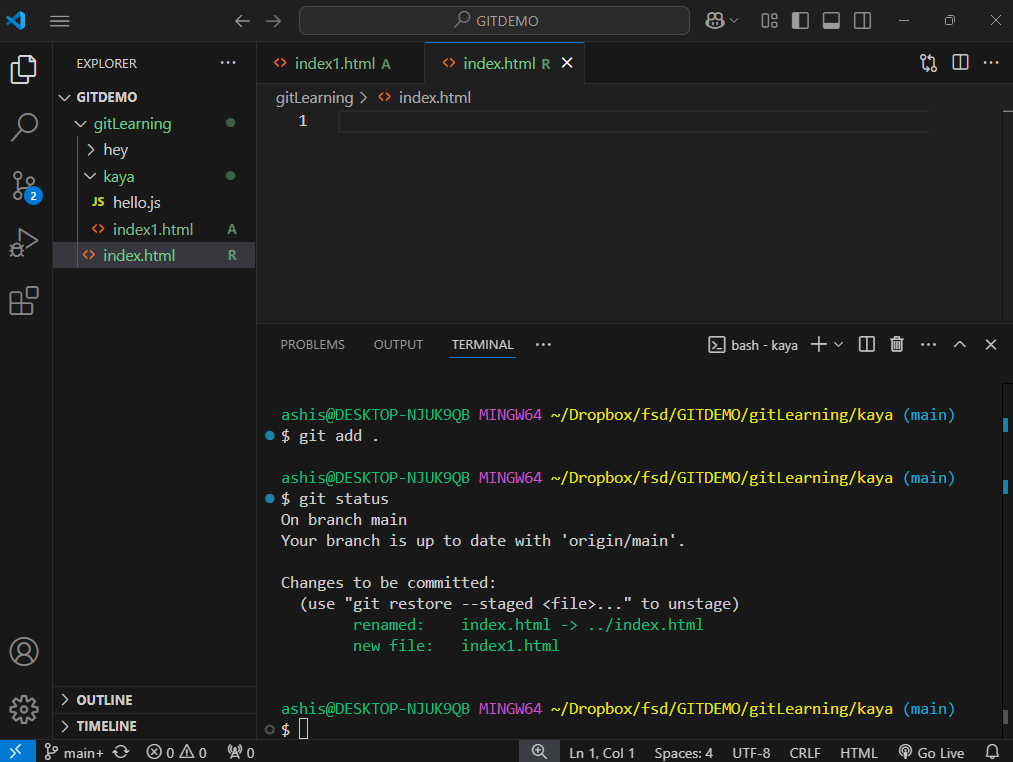 GITDEMO
EXPLORER
GITDEMO
gitLearning
hey
kaya
JS hello.js
index1.html A
index.html R
2
OUTLINE
TIMELINE
index1.html A
index.html R
gitLearning > index.html
1
PROBLEMS OUTPUT TERMINAL
bash - kaya
ashis@DESKTOP-NJUK9QB MINGW64 ~/Dropbox/fsd/GITDEMO/gitLearning/kaya (main)
$ git add .
ashis@DESKTOP-NJUK9QB MINGW64 ~/Dropbox/fsd/GITDEMO/gitLearning/kaya (main)
$ git status
On branch main
Your branch is up to date with 'origin/main'.
Changes to be committed:
(use "git restore --staged <file>..." to unstage)
renamed: index.html -> ../index.html
new file: index1.html
ashis@DESKTOP-NJUK9QB MINGW64 ~/Dropbox/fsd/GITDEMO/gitLearning/kaya (main)
$
main+ 0 0 0 Ln 1, Col 1 Spaces: 4 UTF-8 CRLF HTML Go Live